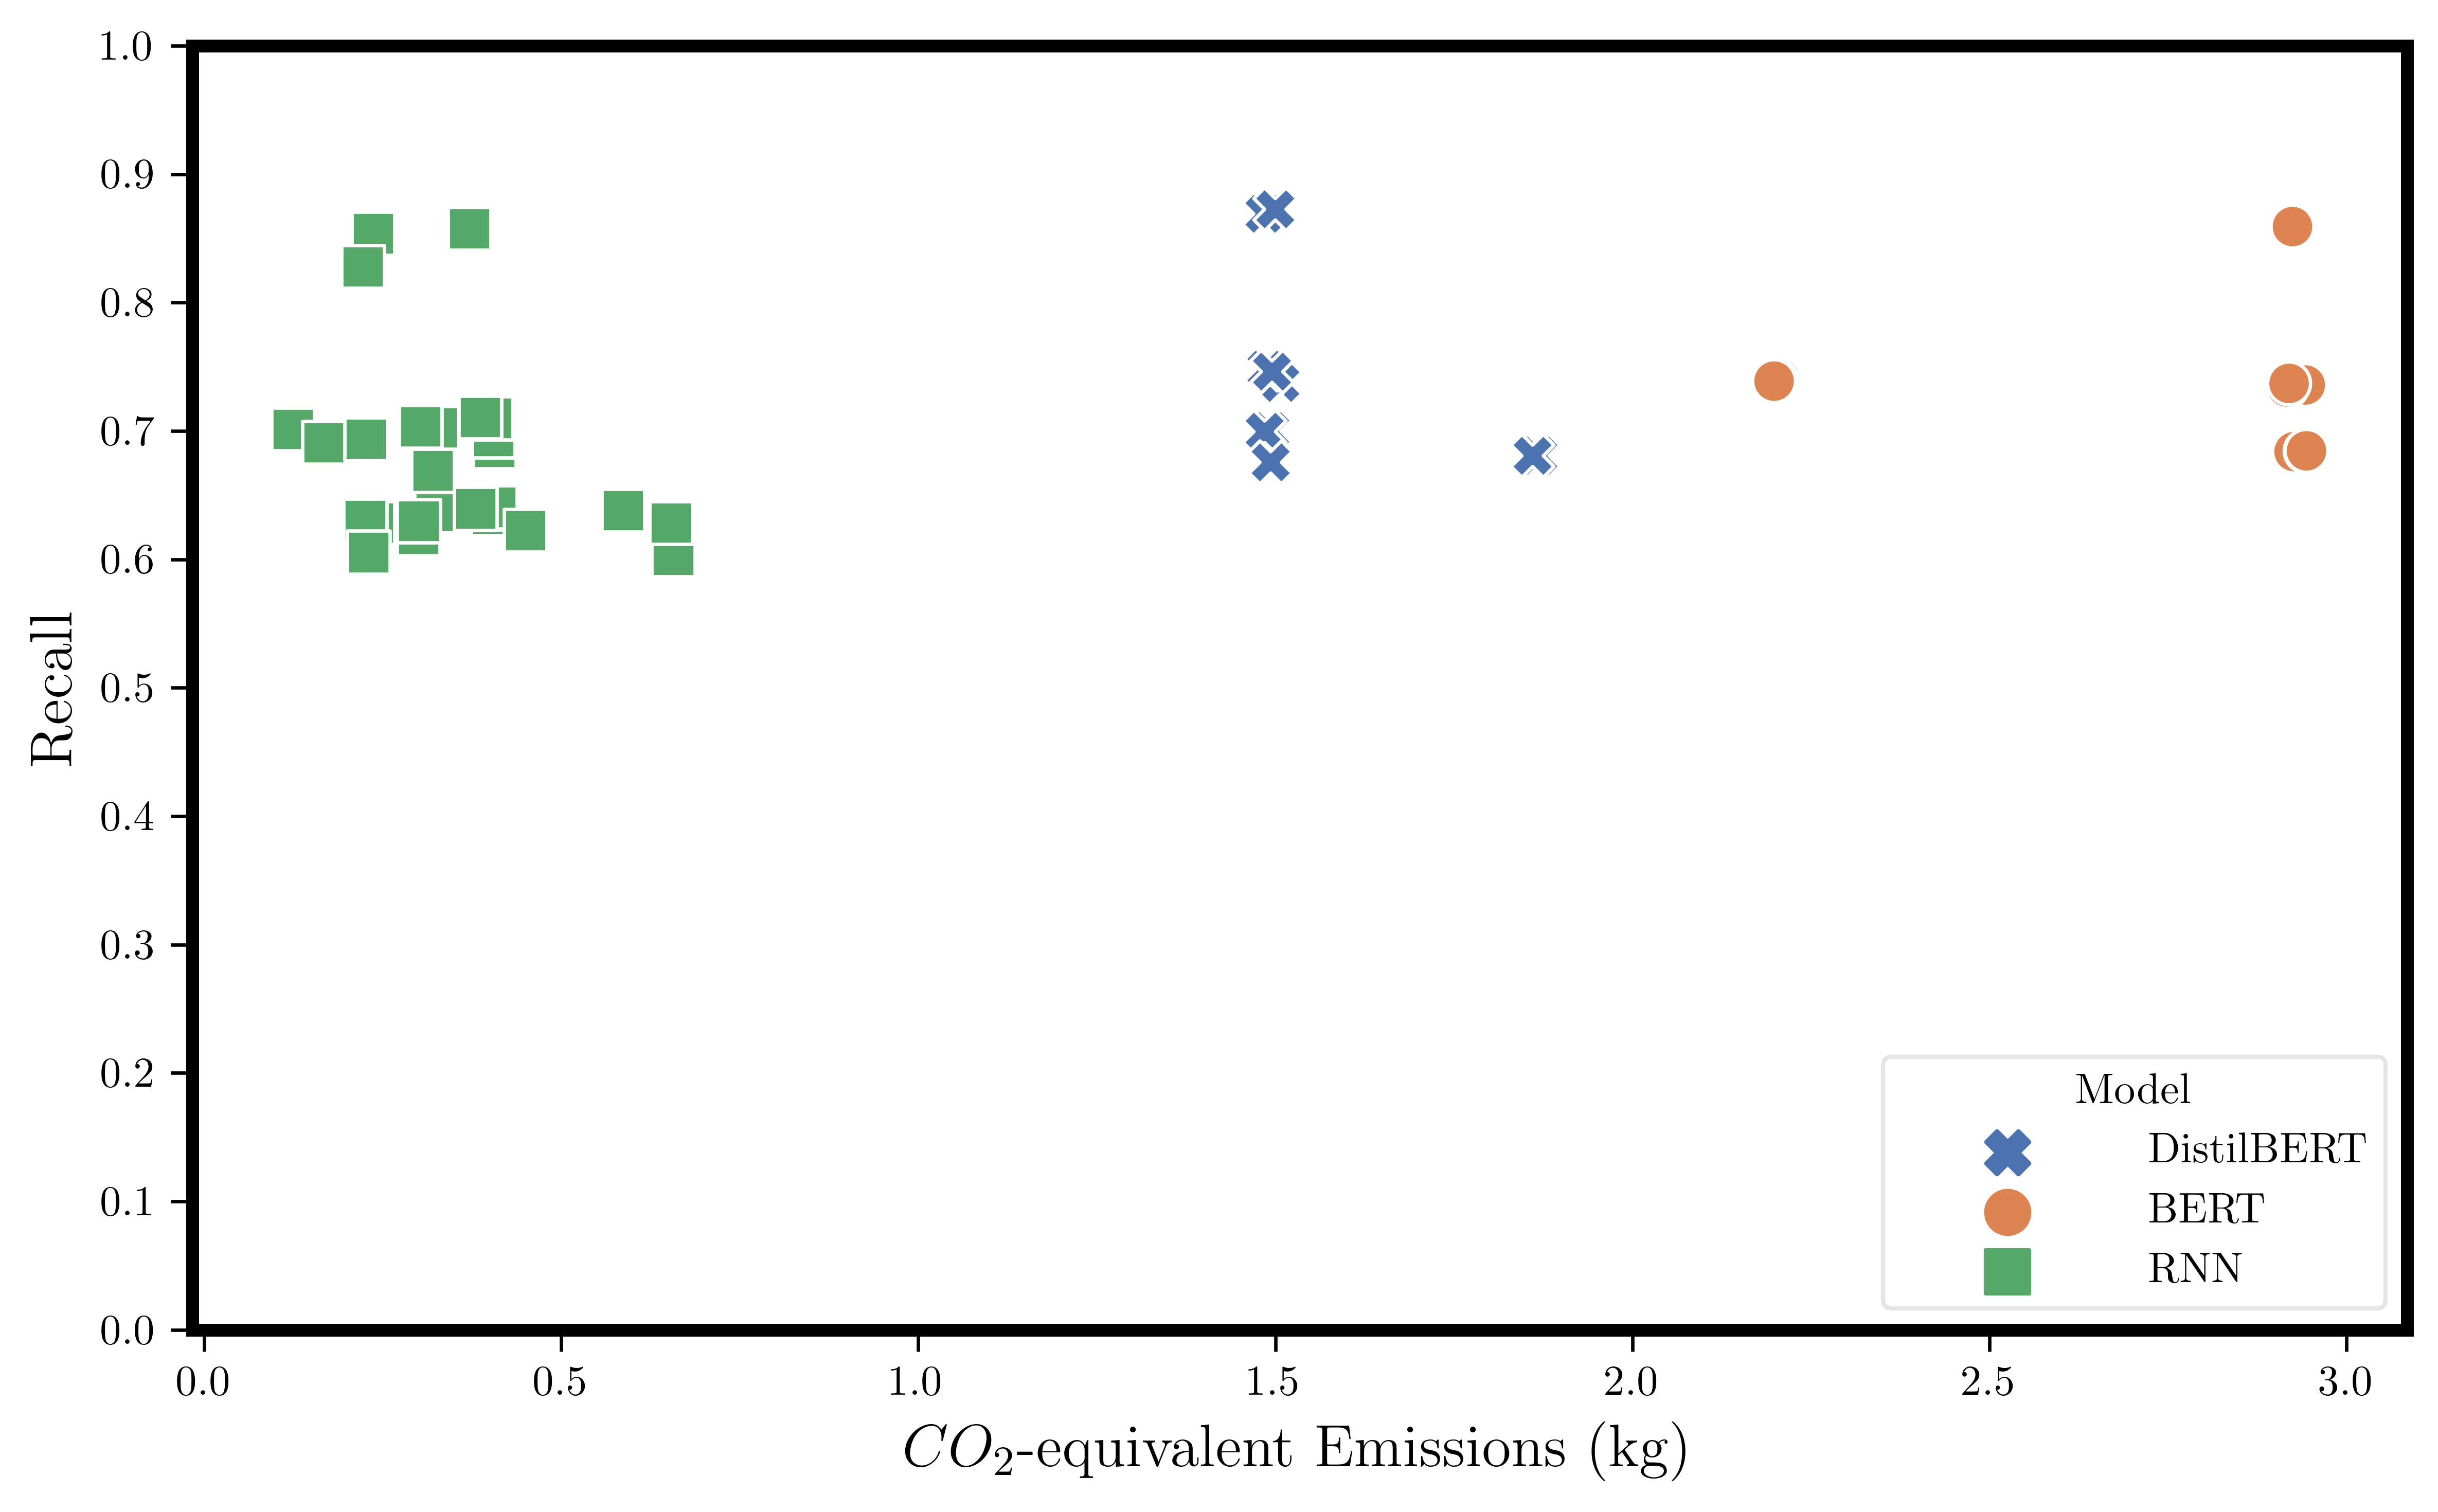 1.0
0.9
0.8
0.7
0.6
0.5
0.4
0.3
0.2
0.1
0.0
Recall
0.0 0.5 1.0 1.5 2.0 2.5 3.0
CO₂-equivalent Emissions (kg)
Model
DistilBERT
BERT
RNN